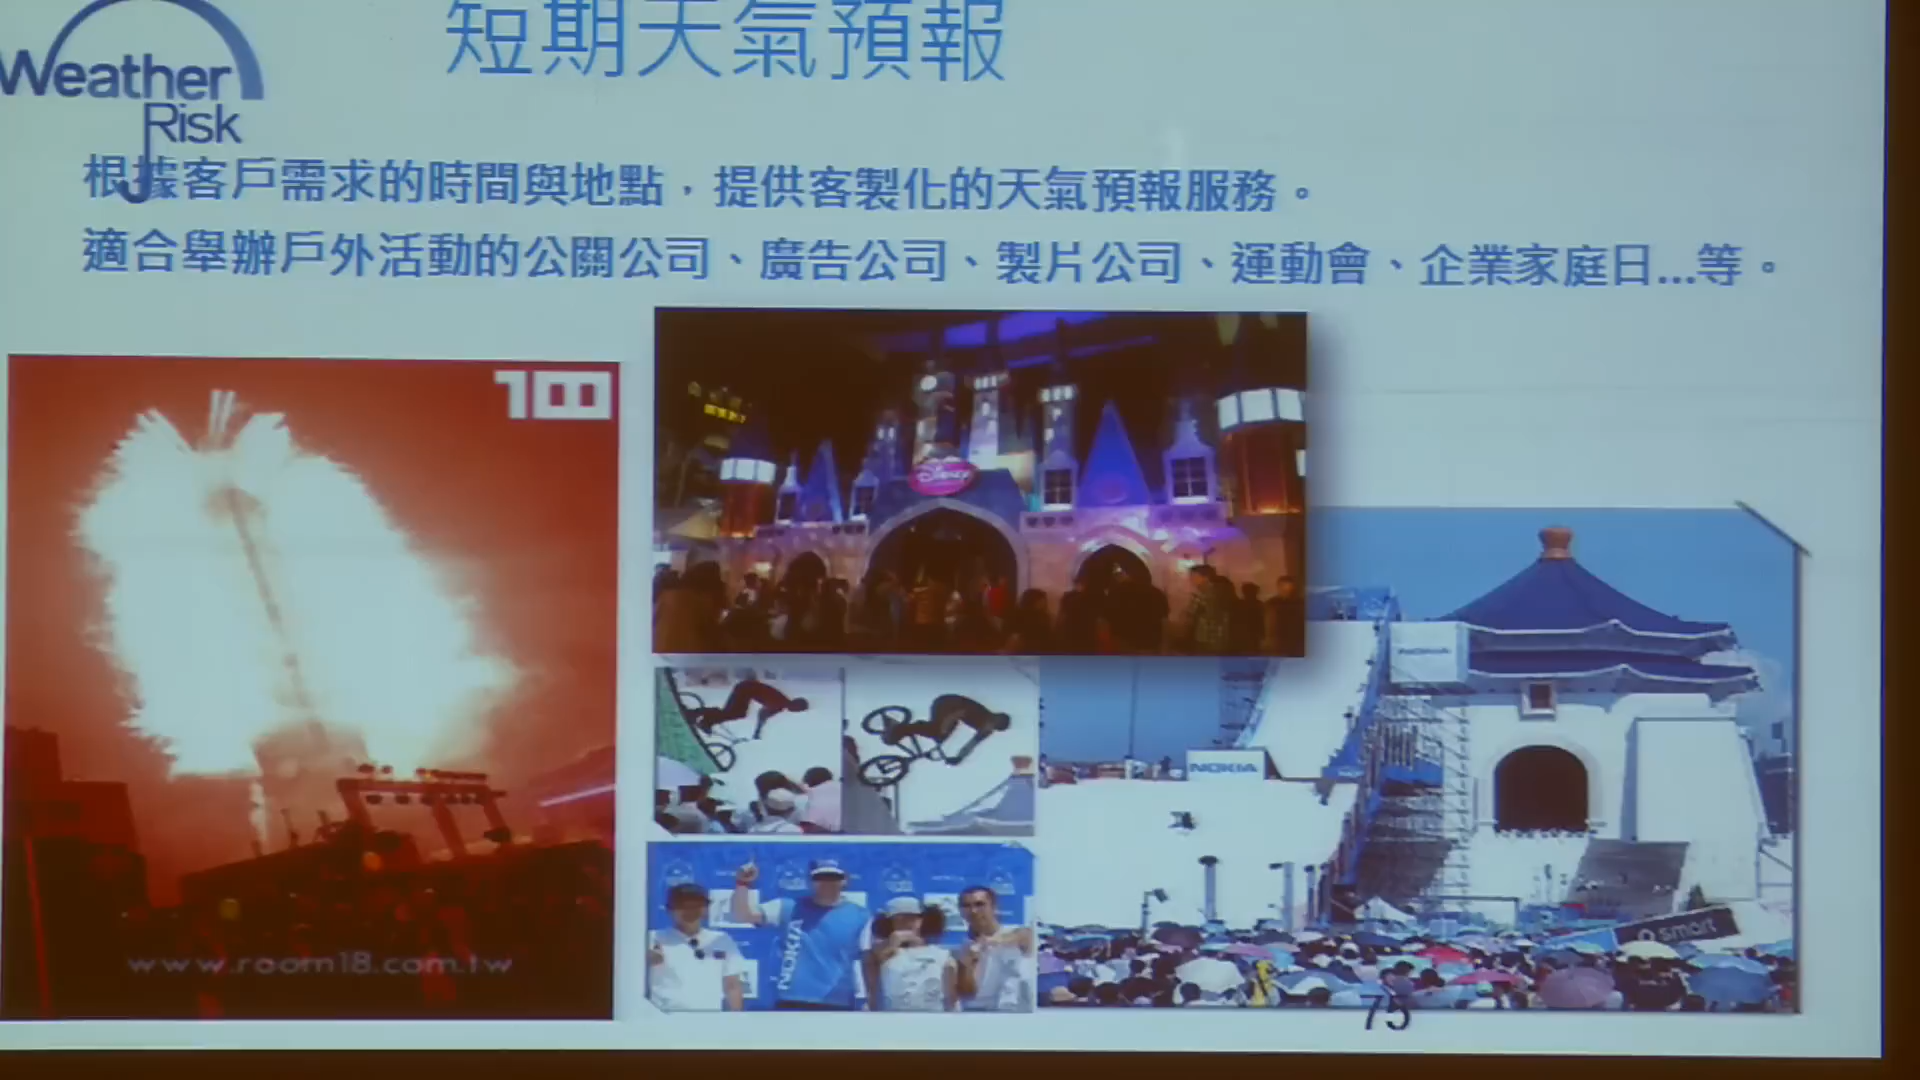 短期天氣預報
Weather
Risk
根據客戶需求的時間與地點，提供客製化的天氣預報服務。
適合舉辦戶外活動的公關公司、廣告公司、製片公司、運動會、企業家庭日...等。
100
DISNEY
NOKIA
NOKIA
NOKIA
smart
www.room18.com.tw
75